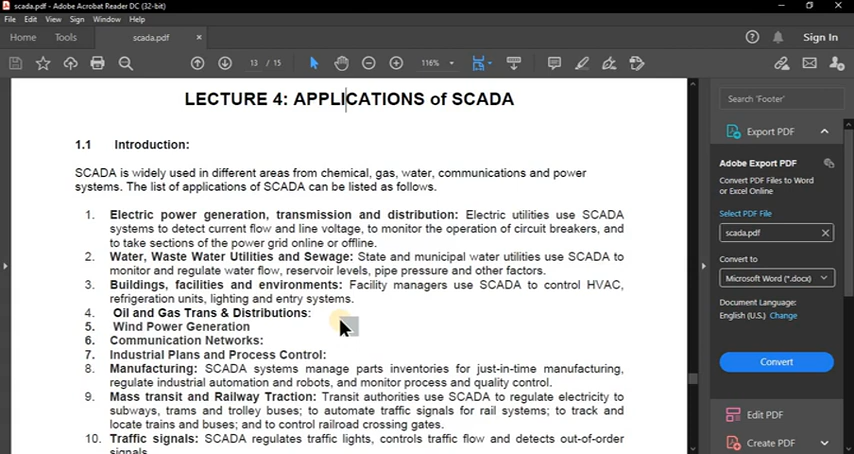 scada.pdf - Adobe Acrobat Reader DC (32-bit)
File Edit View Sign Window Help
Home Tools scada.pdf × Sign In
13 / 15 116%
LECTURE 4: APPLICATIONS of SCADA
1.1 Introduction:
SCADA is widely used in different areas from chemical, gas, water, communications and power
systems. The list of applications of SCADA can be listed as follows.
1. Electric power generation, transmission and distribution: Electric utilities use SCADA
systems to detect current flow and line voltage, to monitor the operation of circuit breakers, and
to take sections of the power grid online or offline.
2. Water, Waste Water Utilities and Sewage: State and municipal water utilities use SCADA to
monitor and regulate water flow, reservoir levels, pipe pressure and other factors.
3. Buildings, facilities and environments: Facility managers use SCADA to control HVAC,
refrigeration units, lighting and entry systems.
4. Oil and Gas Trans & Distributions:
5. Wind Power Generation
6. Communication Networks:
7. Industrial Plans and Process Control:
8. Manufacturing: SCADA systems manage parts inventories for just-in-time manufacturing,
regulate industrial automation and robots, and monitor process and quality control.
9. Mass transit and Railway Traction: Transit authorities use SCADA to regulate electricity to
subways, trams and trolley buses; to automate traffic signals for rail systems; to track and
locate trains and buses; and to control railroad crossing gates.
10. Traffic signals: SCADA regulates traffic lights, controls traffic flow and detects out-of-order
signals.
Search 'Footer'
Export PDF
Adobe Export PDF
Convert PDF Files to Word
or Excel Online
Select PDF File
scada.pdf
Convert to
Microsoft Word (*.docx)
Document Language:
English (U.S.) Change
Convert
Edit PDF
Create PDF